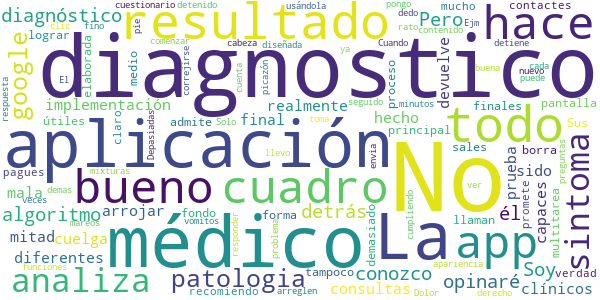 diagnóstico
clic
cuestionario
detenido
usándola
pongo
mucho
Ejm
contactes
resultado
hace
google
lograr
El
elaborada
fino
pie
medio
correjirse
comenzar
dedo
rato
Pero
Cuando
contenido
devuelve
ya
buena
detiene
nuevo
cada
puede
pantalla
diagnostico
diseñada
cabeza
cuenta
picazón
minutos
proceso
respuesta
implementación
útiles
claro
admite
Depasiadas
realmente
final
Solo
seguido
hecho
principal
finales
todo
Sus
aplicación
No
síntoma
pagues
mala
mixturas
demas
veces
bueno
cuadro
llevo
toma
envia
sales
prueba
borra
sido
él
ver
preguntas
algoritmo
mareos
arrojar
vomitos
fondo
forma
detrás
responder
problema
demasiado
cumpliendo
promete
llaman
capaces
multitarea
mitad
cuelga
diferentes
médico
La
app
analiza
patologia
tampoco
conozco
opinaré
Soy
verdad
funciones
recomiendo
arreglen
consultas
Dolor
apariencia
derecho
clínicos